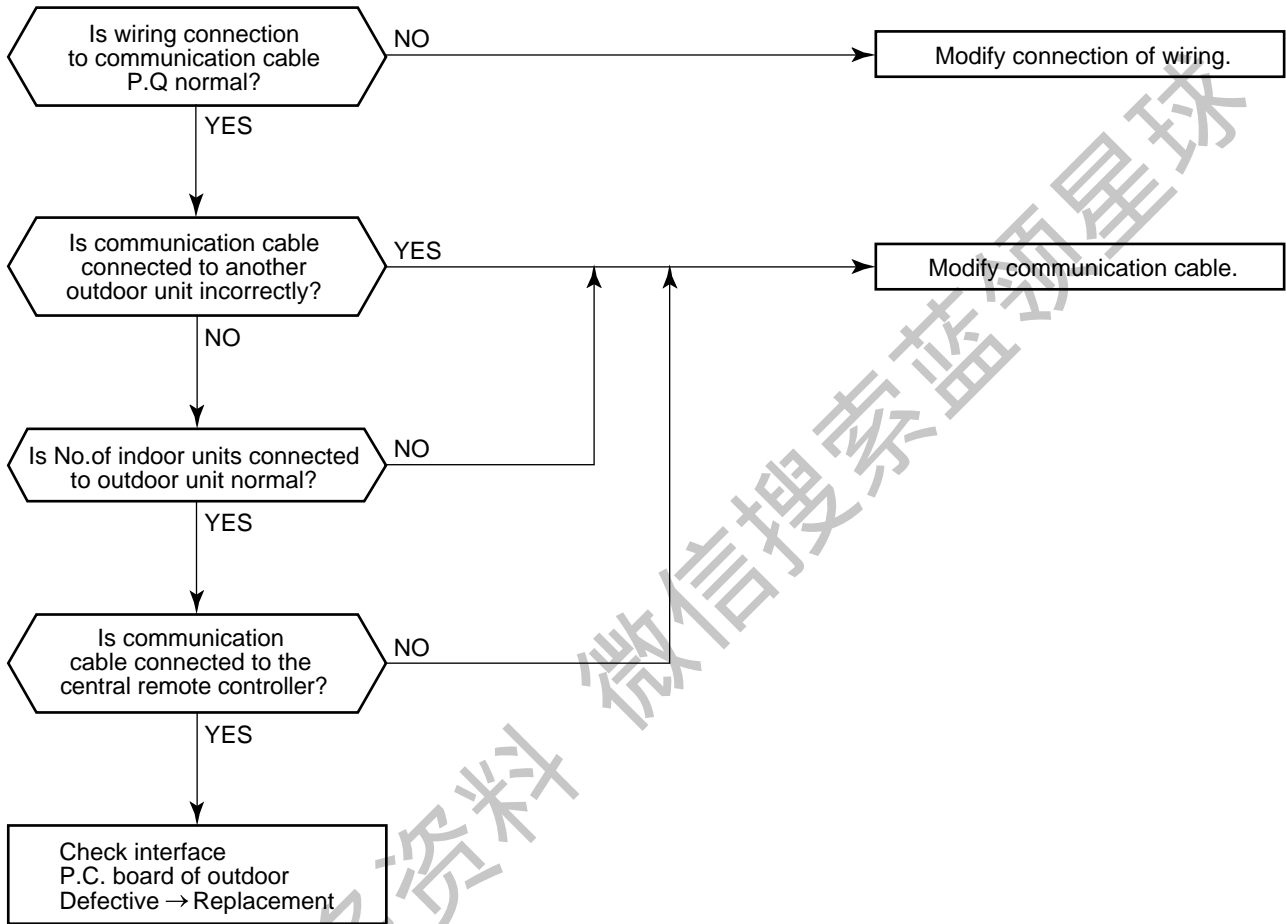 Is wiring connection
to communication cable
P.Q normal?
NO
Modify connection of wiring.
YES
Is communication cable
connected to another
outdoor unit incorrectly?
YES
Modify communication cable.
NO
Is No.of indoor units connected
to outdoor unit normal?
NO
YES
Is communication
cable connected to the
central remote controller?
NO
YES
Check interface
P.C. board of outdoor
Defective → Replacement
资料 微信搜索蓝领星球